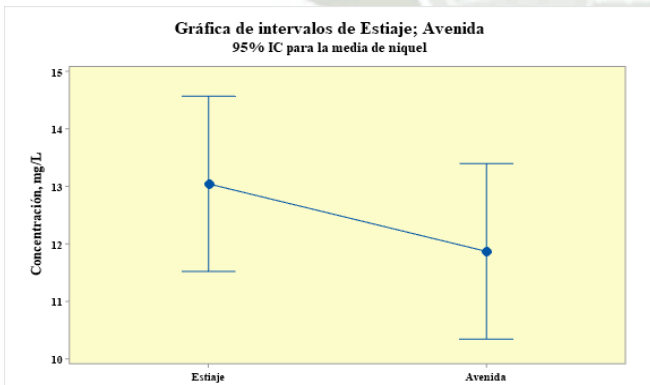 Gráfica de intervalos de Estiaje; Avenida
95% IC para la media de niquel
Concentración, mg/L
15
14
13
12
11
10
Estiaje
Avenida